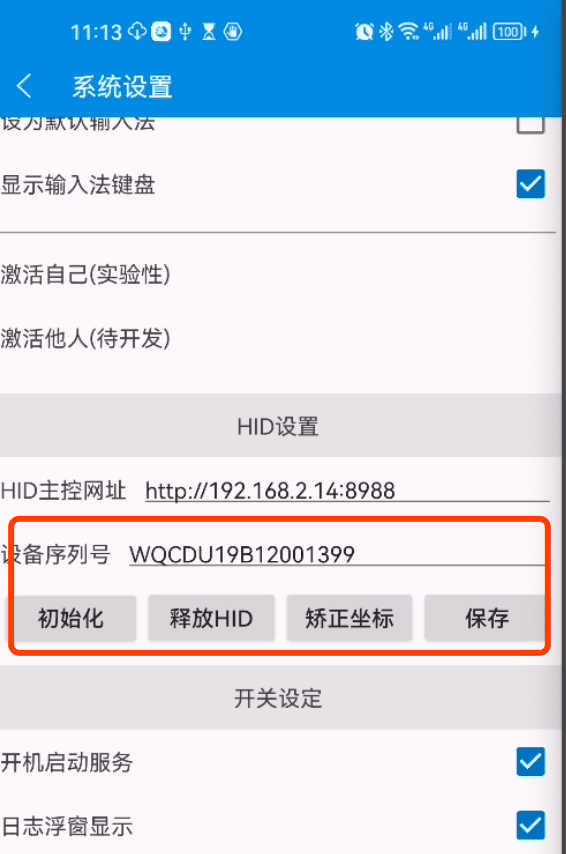 11:13 4G 4G 100
系统设置
设为默认输入法
显示输入法键盘
激活自己(实验性)
激活他人(待开发)
HID设置
HID主控网址 http://192.168.2.14:8988
设备序列号 WQCDU19B12001399
初始化 释放HID 矫正坐标 保存
开关设定
开机启动服务
日志浮窗显示